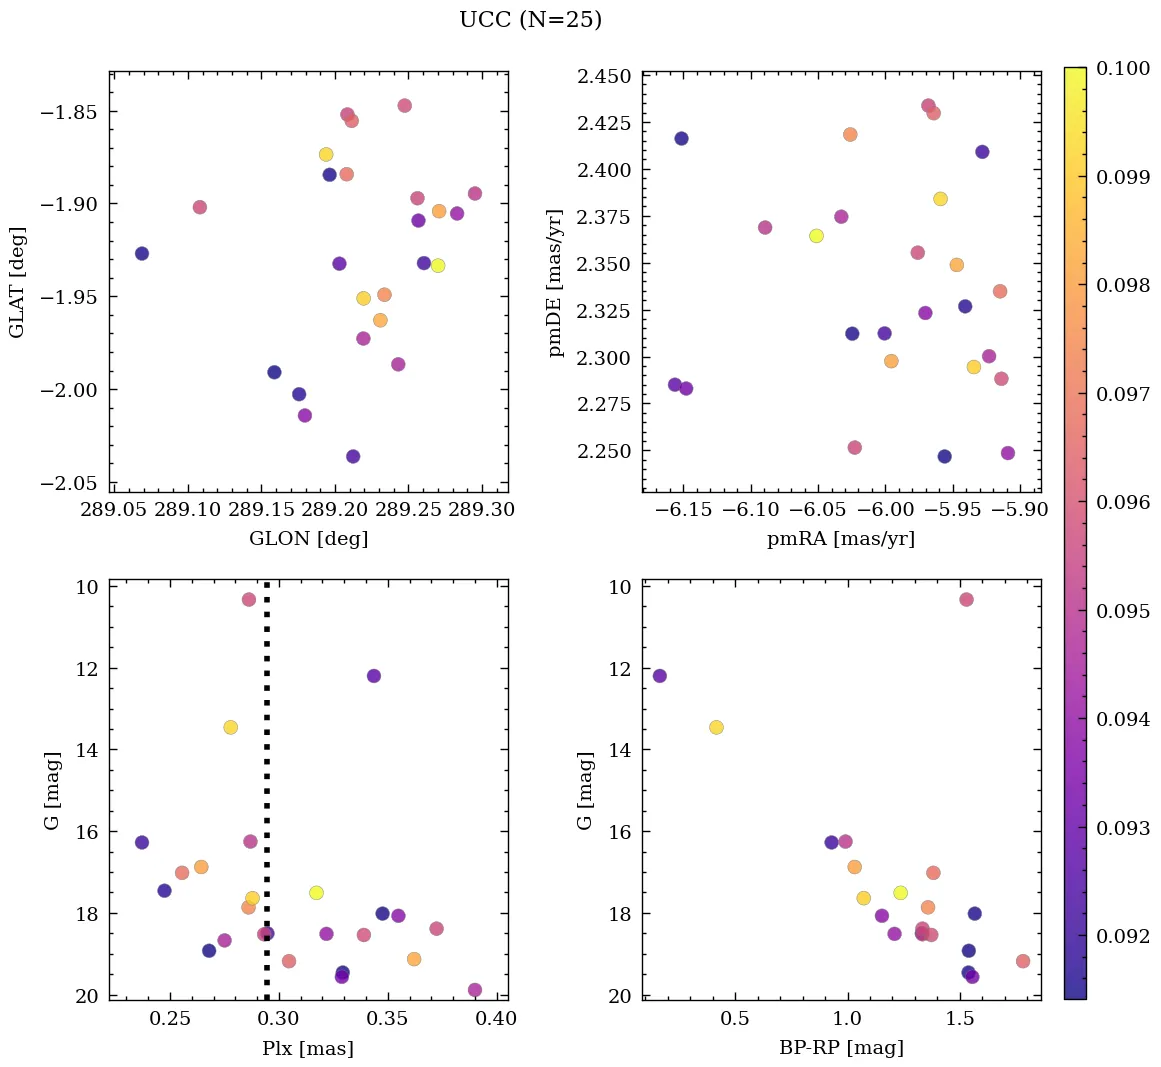 UCC (N=25)
−1.85
−1.90
−1.95
−2.00
−2.05
GLAT [deg]
289.05 289.10 289.15 289.20 289.25 289.30
GLON [deg]
2.450
2.425
2.400
2.375
2.350
2.325
2.300
2.275
2.250
pmDE [mas/yr]
−6.15 −6.10 −6.05 −6.00 −5.95 −5.90
pmRA [mas/yr]
10
12
14
16
18
20
G [mag]
0.25 0.30 0.35 0.40
Plx [mas]
10
12
14
16
18
20
G [mag]
0.5 1.0 1.5
BP-RP [mag]
0.100
0.099
0.098
0.097
0.096
0.095
0.094
0.093
0.092